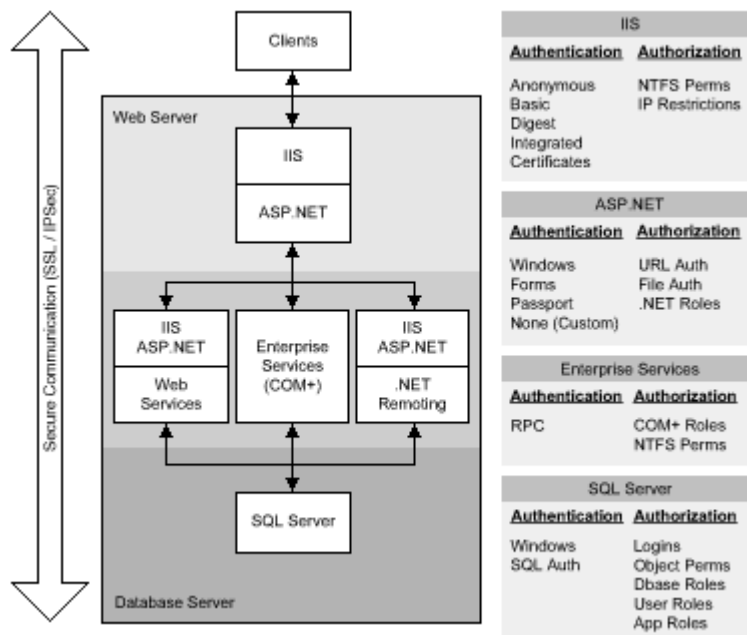 Secure Communication (SSL / IPSec)
Clients
Web Server
IIS
ASP.NET
IIS
ASP.NET
Web
Services
Enterprise
Services
(COM+)
IIS
ASP.NET
.NET
Remoting
SQL Server
Database Server
IIS
Authentication Authorization
Anonymous NTFS Perms
Basic IP Restrictions
Digest
Integrated
Certificates
ASP.NET
Authentication Authorization
Windows URL Auth
Forms File Auth
Passport .NET Roles
None (Custom)
Enterprise Services
Authentication Authorization
RPC COM+ Roles
NTFS Perms
SQL Server
Authentication Authorization
Windows Logins
SQL Auth Object Perms
Dbase Roles
User Roles
App Roles